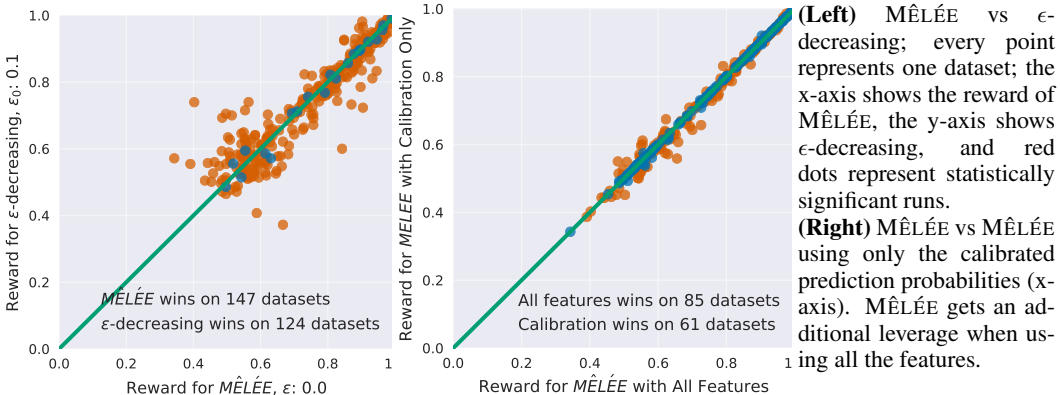 1.0
0.8
0.6
0.4
0.2
0.0
Reward for ε-decreasing, ε₀: 0.1
MÊLÉE wins on 147 datasets
ε-decreasing wins on 124 datasets
0.0 0.2 0.4 0.6 0.8 1
Reward for MÊLÉE, ε: 0.0
1.0
0.8
0.6
0.4
0.2
0.0
Reward for MELEE with Calibration Only
All features wins on 85 datasets
Calibration wins on 61 datasets
0.0 0.2 0.4 0.6 0.8 1
Reward for MÊLÉE with All Features
(Left) MÊLÉE vs ϵ-
decreasing; every point
represents one dataset; the
x-axis shows the reward of
MÊLÉE, the y-axis shows
ϵ-decreasing, and red
dots represent statistically
significant runs.
(Right) MÊLÉE vs MÊLÉE
using only the calibrated
prediction probabilities (x-
axis). MÊLÉE gets an ad-
ditional leverage when us-
ing all the features.